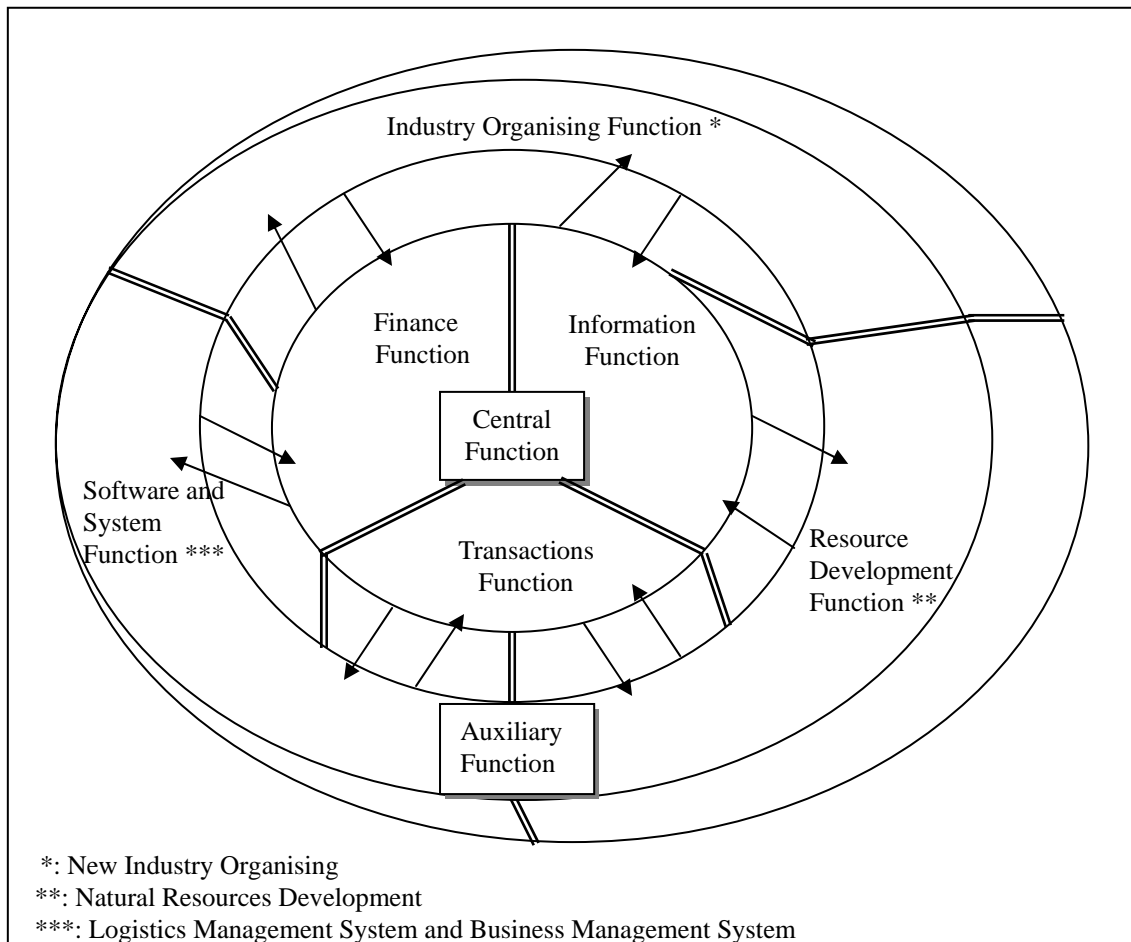 Industry Organising Function *
Finance
Function
Information
Function
Central
Function
Software and
System
Function ***
Transactions
Function
Resource
Development
Function **
Auxiliary
Function
*: New Industry Organising
**: Natural Resources Development
***: Logistics Management System and Business Management System